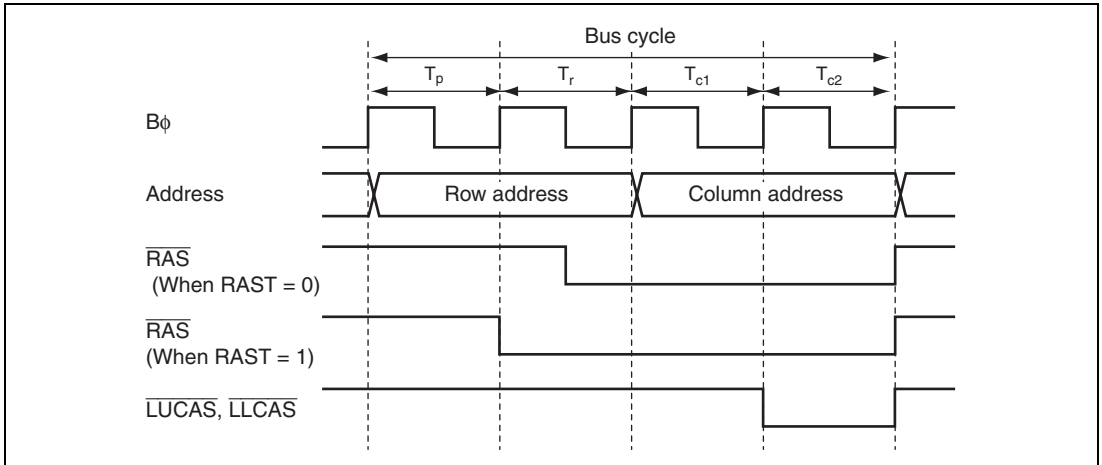 Bus cycle
Tp Tr Tc1 Tc2
Bϕ
Address Row address Column address
RAS
(When RAST = 0)
RAS
(When RAST = 1)
LUCAS, LLCAS